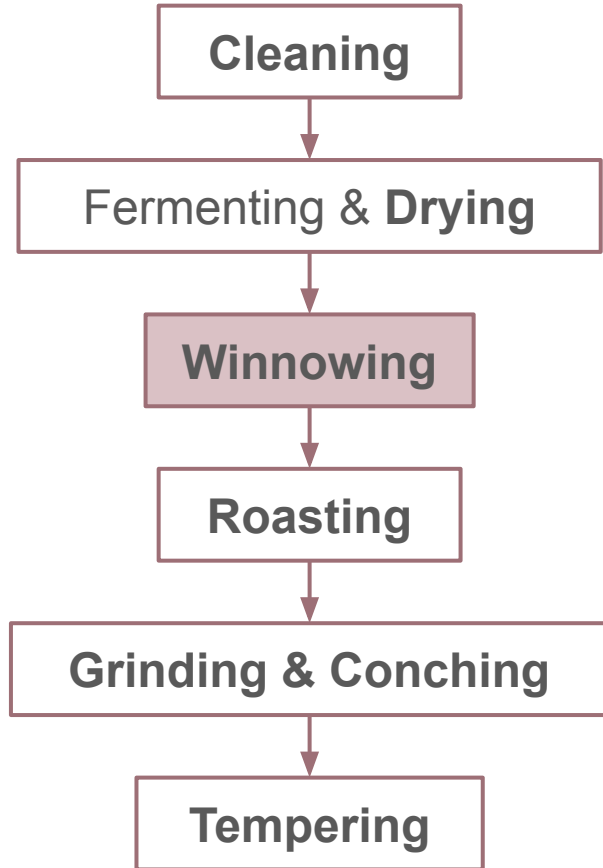 Cleaning
Fermenting & Drying
Winnowing
Roasting
Grinding & Conching
Tempering